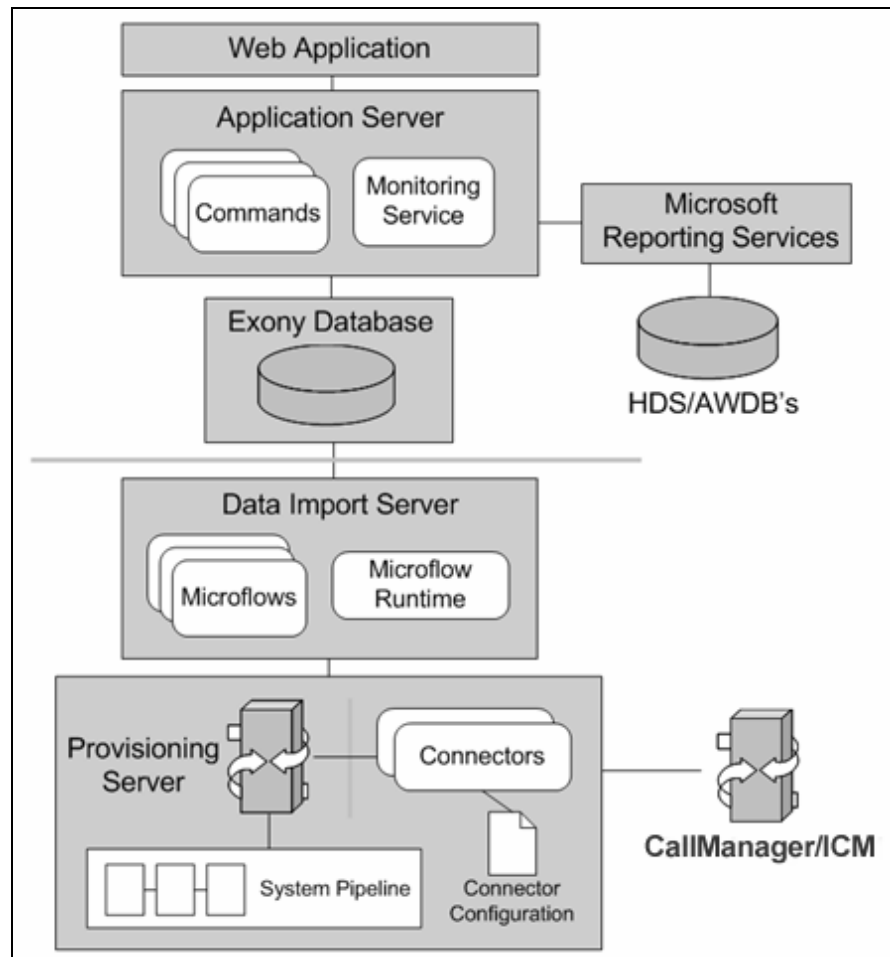 Web Application
Application Server
Commands
Monitoring
Service
Microsoft
Reporting Services
HDS/AWDB's
Exony Database
Data Import Server
Microflows
Microflow
Runtime
Provisioning
Server
Connectors
System Pipeline
Connector
Configuration
CallManager/ICM